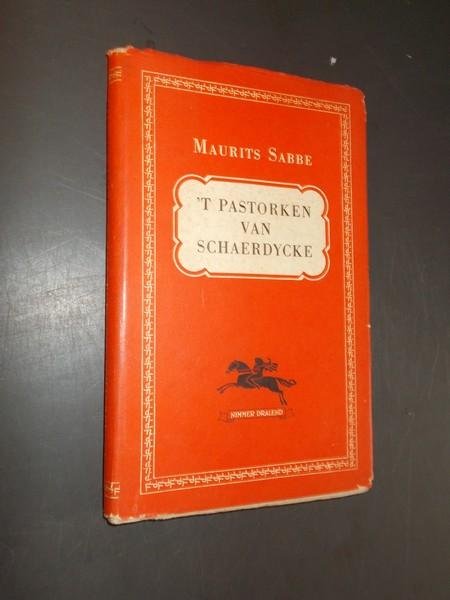 MAURITS SABBE
'T PASTORKEN
VAN
SCHAERDYCKE
NIMMER DRALEND